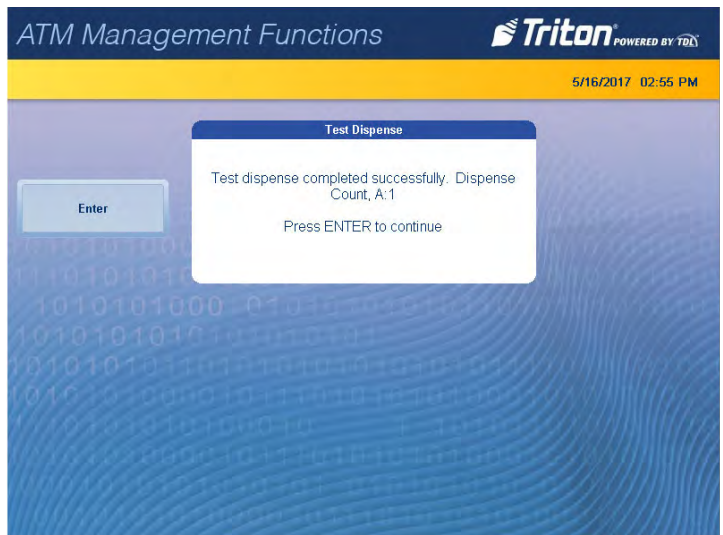 ATM Management Functions
Triton® POWERED BY TDL
5/16/2017 02:55 PM
Test Dispense
Test dispense completed successfully. Dispense
Count, A:1
Press ENTER to continue
Enter